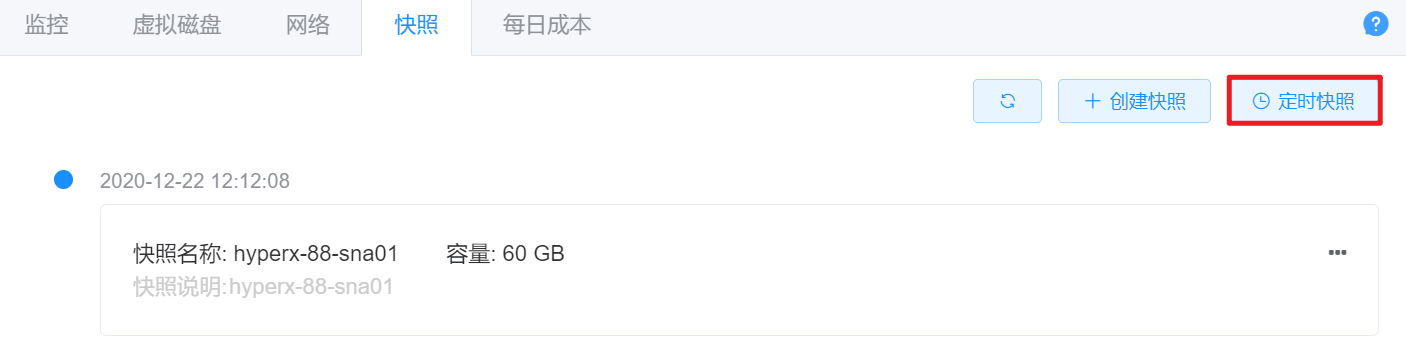 监控 虚拟磁盘 网络 快照 每日成本 ?
创建快照 定时快照
2020-12-22 12:12:08
快照名称: hyperx-88-sna01 容量: 60 GB
快照说明:hyperx-88-sna01